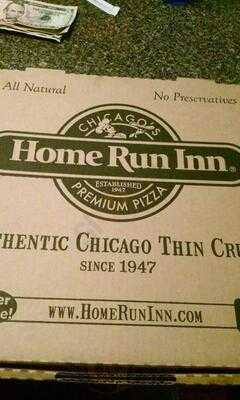 All Natural
No Preservatives
CHICAGO'S
Home Run Inn®
ESTABLISHED
1947
PREMIUM PIZZA
THENTIC CHICAGO THIN CRU
SINCE 1947
WWW.HOMERUNINN.COM